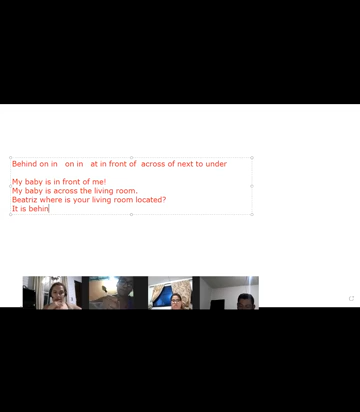 Behind on in on in at in front of across of next to under
My baby is in front of me!
My baby is across the living room.
Beatriz where is your living room located?
It is behin